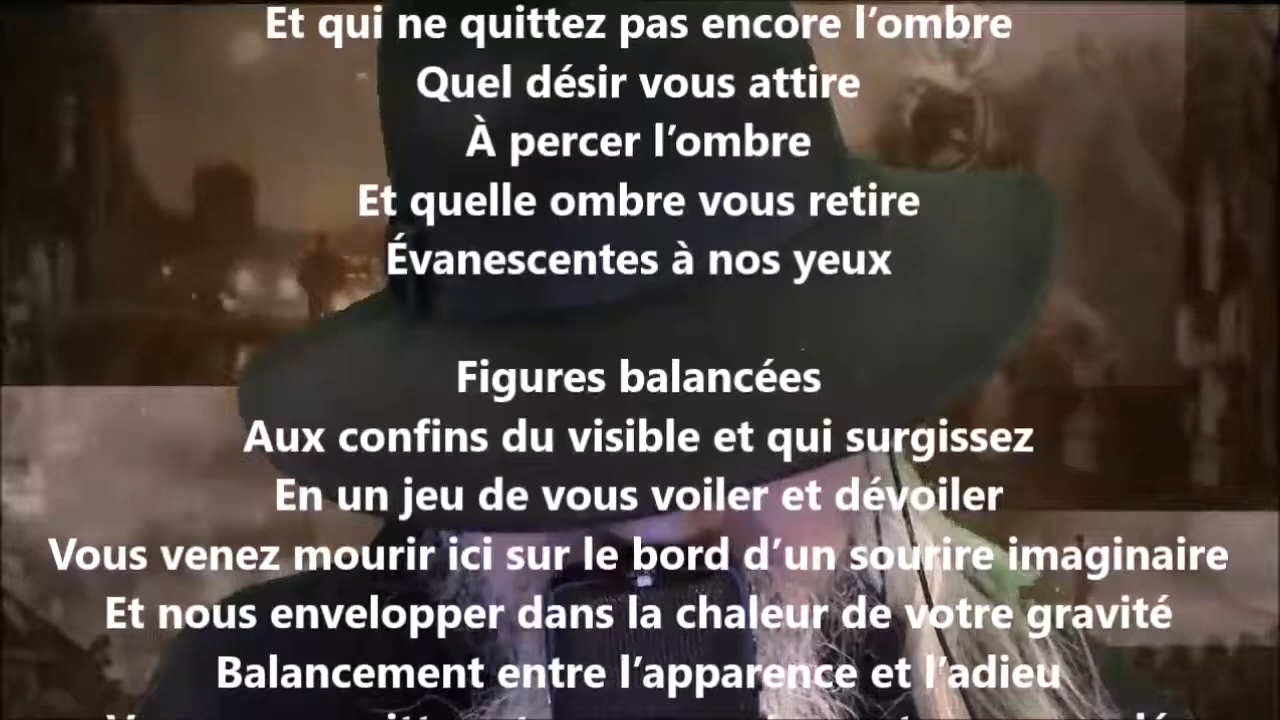 Et qui ne quittez pas encore l’ombre
Quel désir vous attire
À percer l’ombre
Et quelle ombre vous retire
Évanescentes à nos yeux
Figures balancées
Aux confins du visible et qui surgissez
En un jeu de vous voiler et dévoiler
Vous venez mourir ici sur le bord d’un sourire imaginaire
Et nous envelopper dans la chaleur de votre gravité
Balancement entre l’apparence et l’adieu